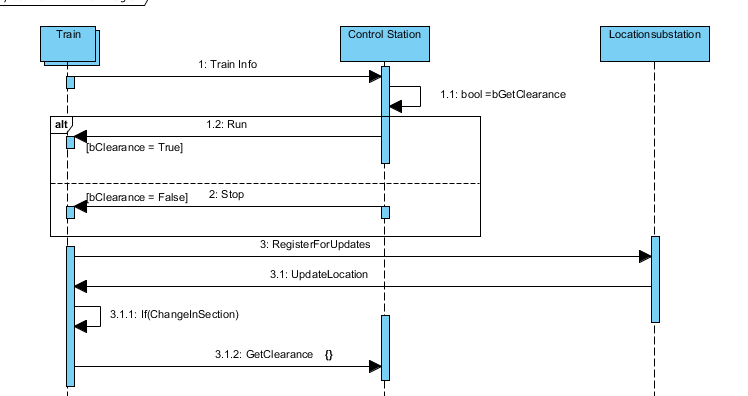 Train
Control Station
Locationsubstation
1: Train Info
1.1: bool =bGetClearance
alt
1.2: Run
[bClearance = True]
[bClearance = False]
2: Stop
3: RegisterForUpdates
3.1: UpdateLocation
3.1.1: If(ChangeInSection)
3.1.2: GetClearance {}